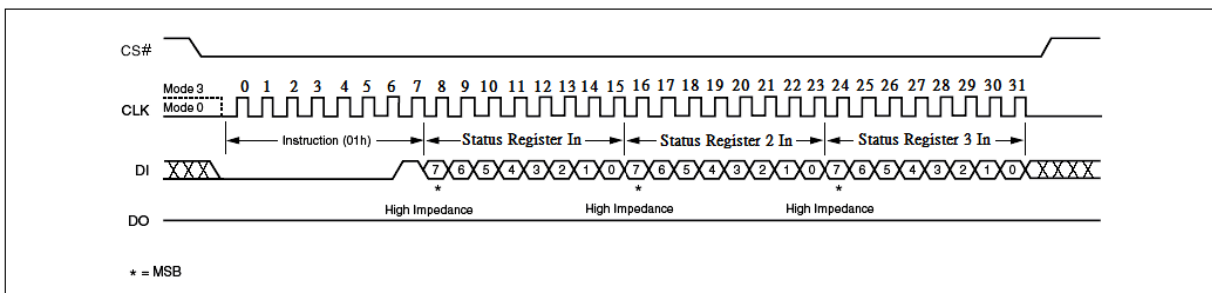 CS#
0 1 2 3 4 5 6 7 8 9 10 11 12 13 14 15 16 17 18 19 20 21 22 23 24 25 26 27 28 29 30 31
Mode 3
CLK Mode 0
Instruction (01h) Status Register In Status Register 2 In Status Register 3 In
DI 7 6 5 4 3 2 1 0 7 6 5 4 3 2 1 0 7 6 5 4 3 2 1 0
* * *
High Impedance High Impedance High Impedance
DO
* = MSB